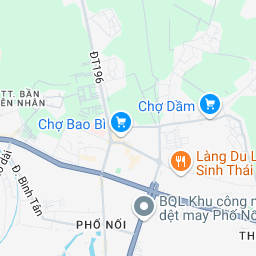 ĐT196
TT. BẦN
YÊN NHÂN
Chợ Dầm
Chợ Bao Bì
Làng Du L
Sinh Thái
Đ. Bình Tân
BQL Khu công n
dệt may Phố Nố
PHỐ NỐI
TH